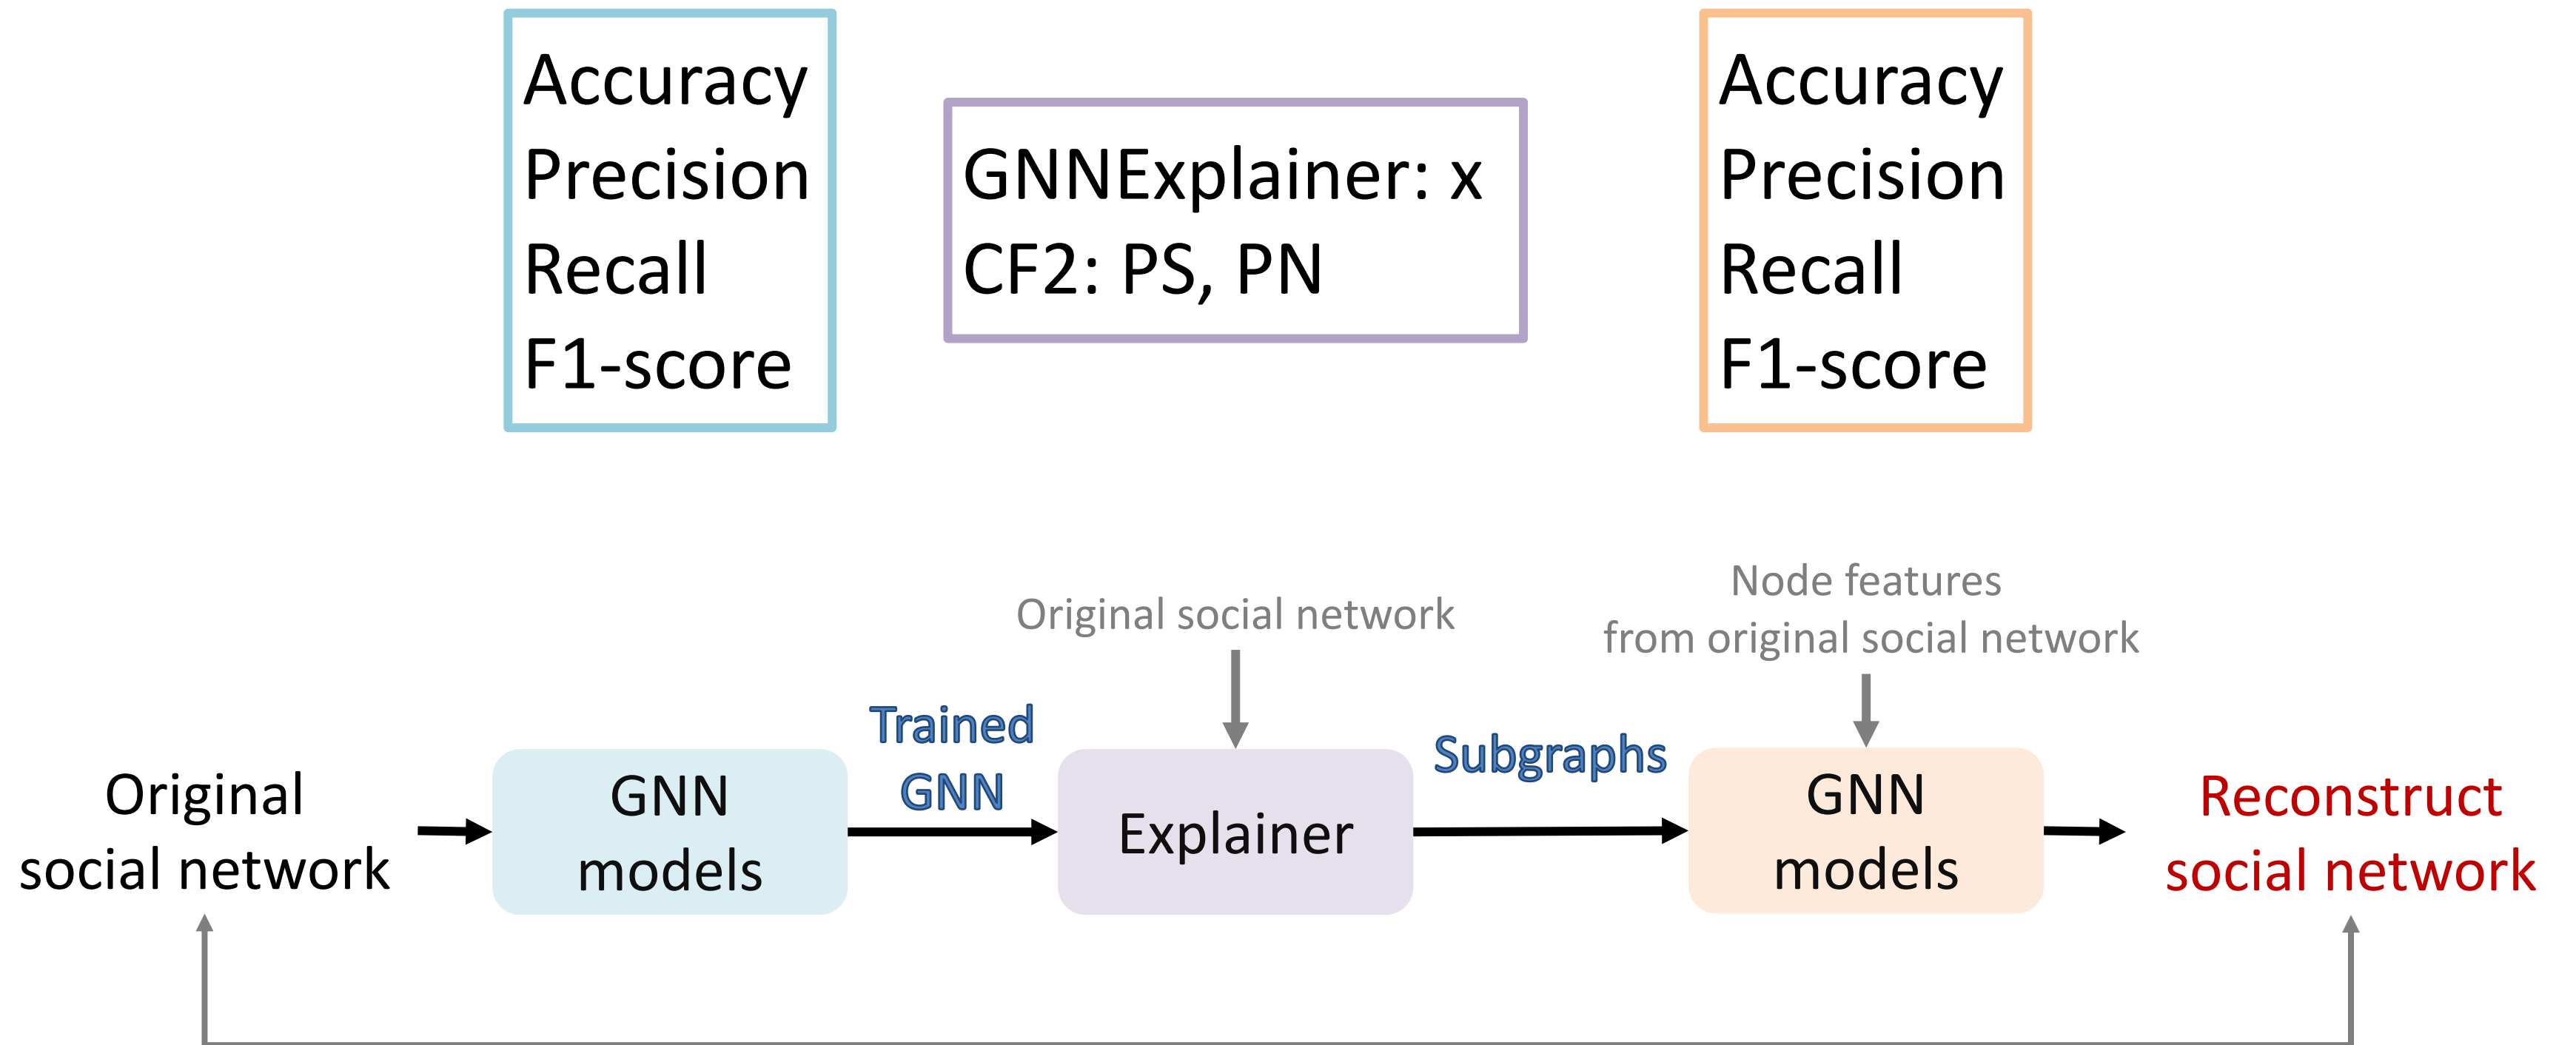 Accuracy
Precision
Recall
F1-score
GNNExplainer: x
CF2: PS, PN
Accuracy
Precision
Recall
F1-score
Original social network
Node features
from original social network
Original
social network
GNN
models
Trained
GNN
Explainer
Subgraphs
GNN
models
Reconstruct
social network